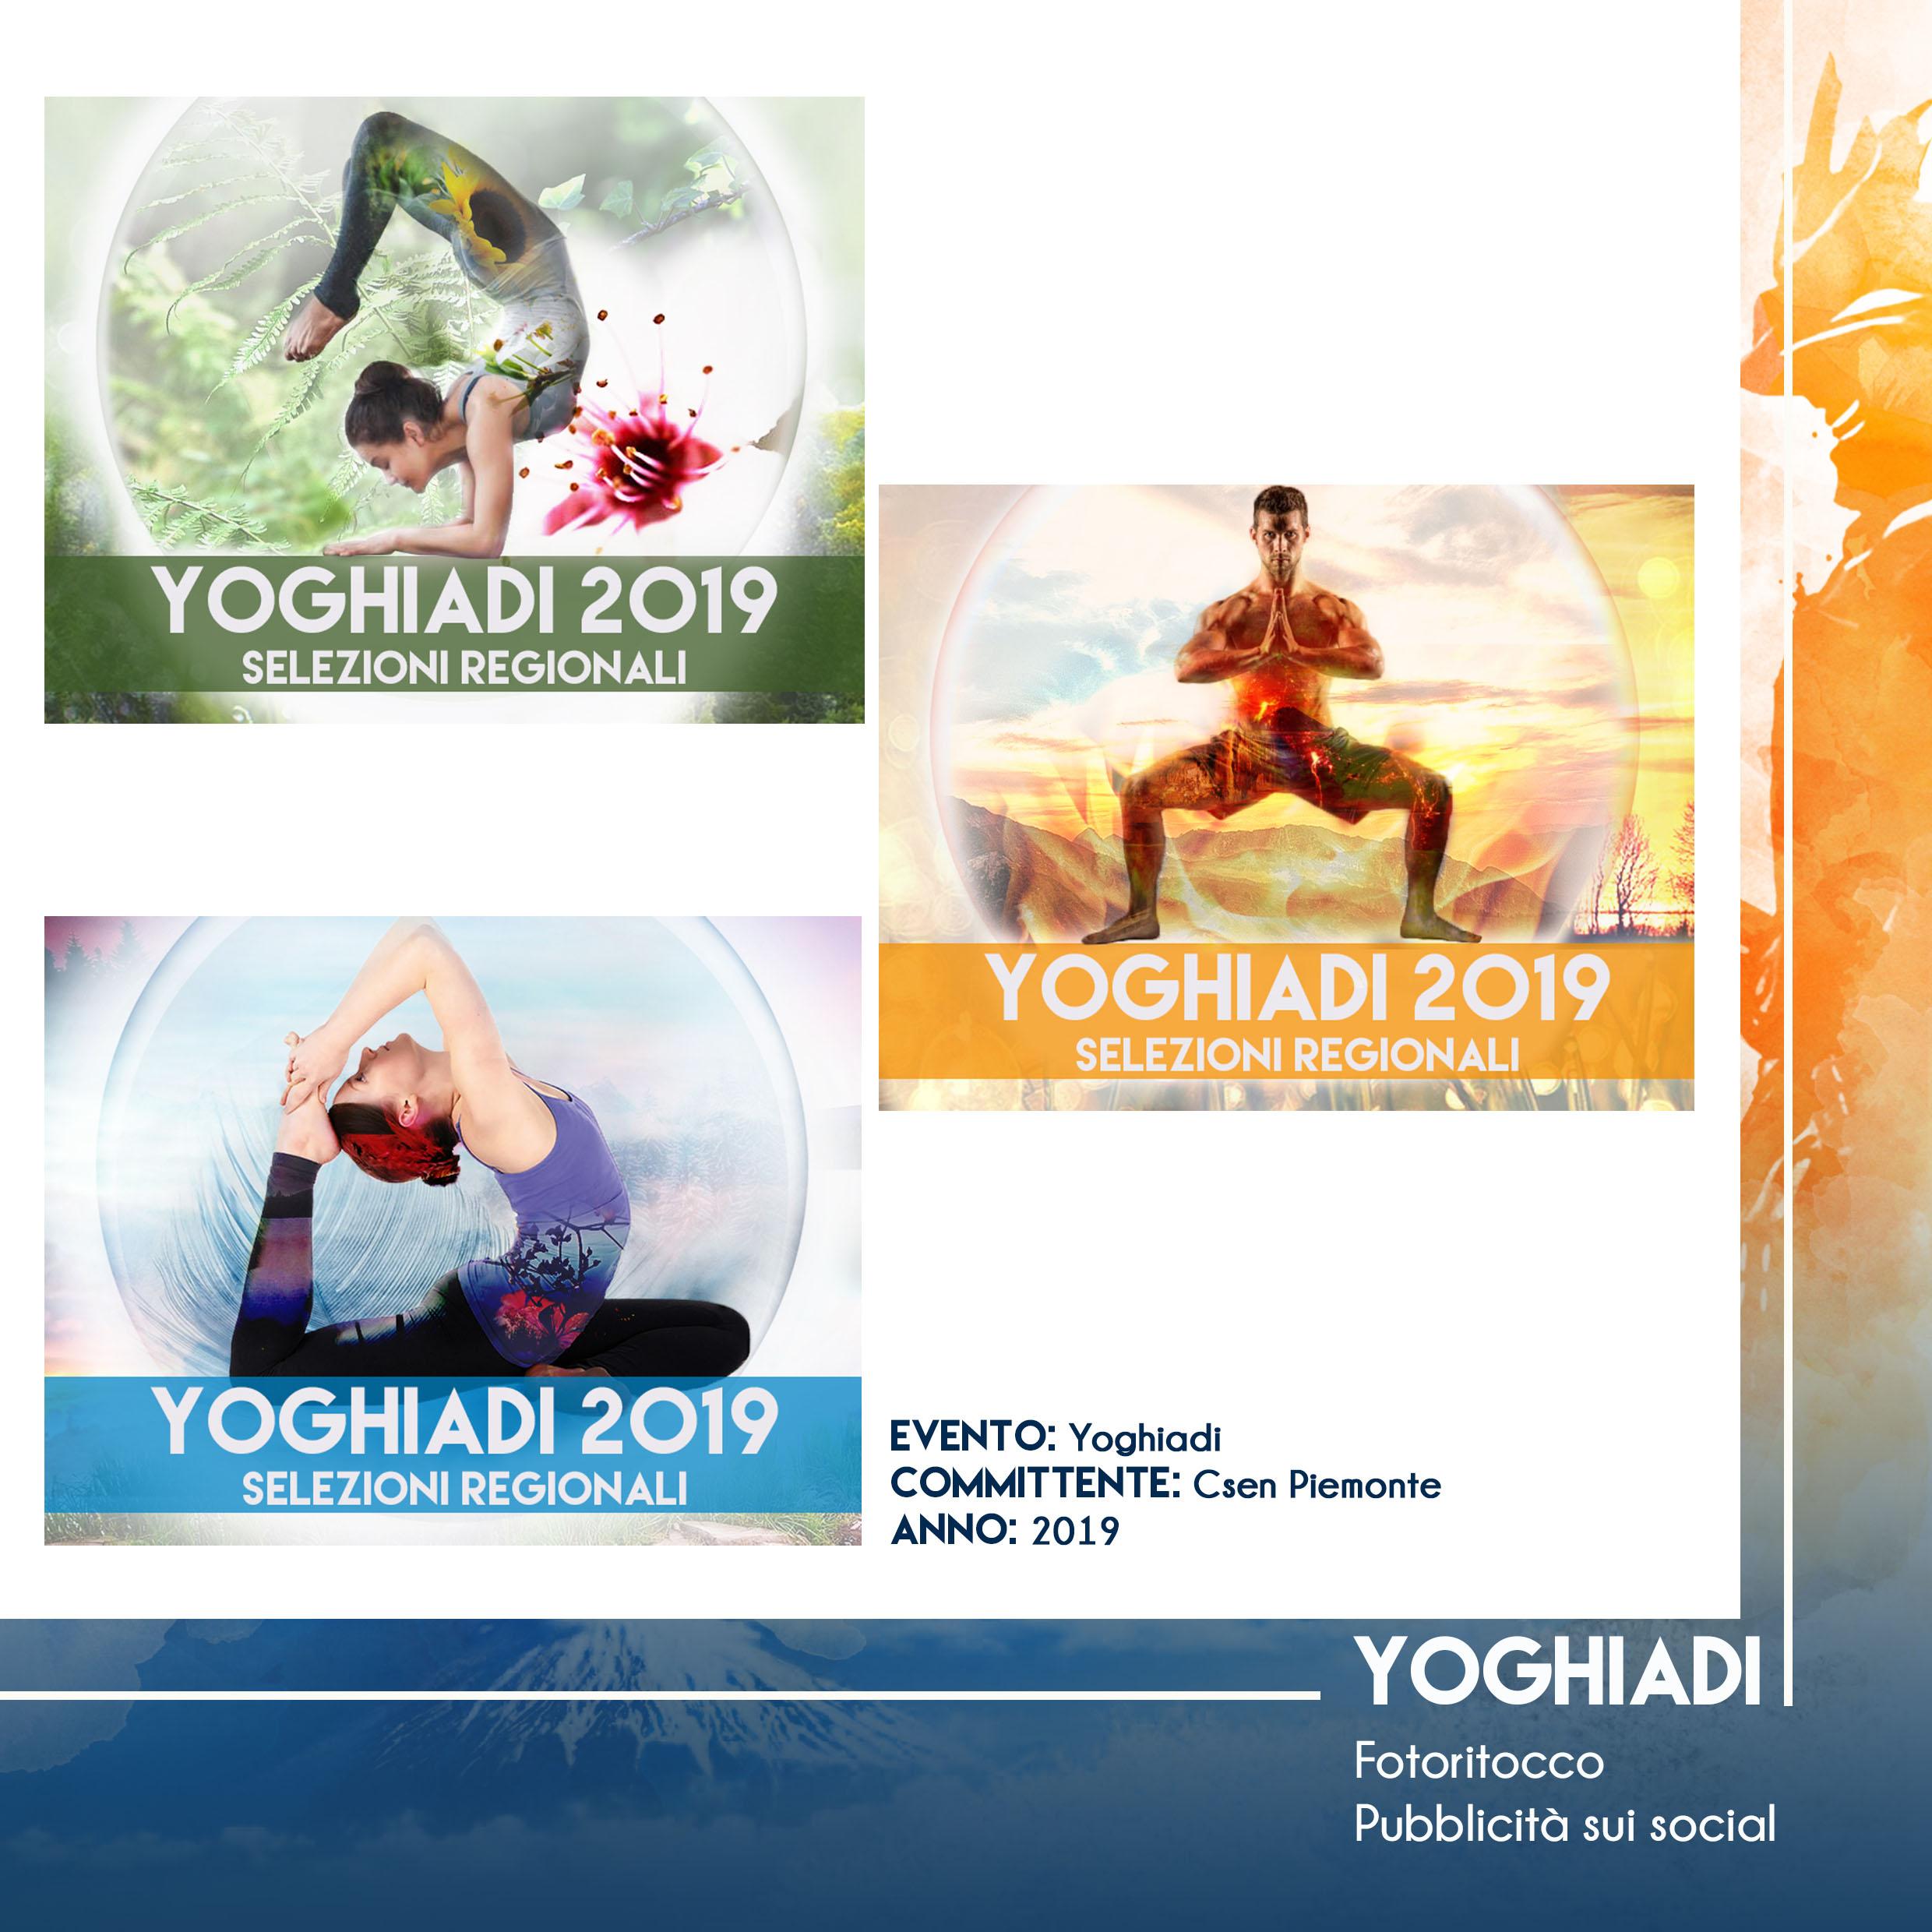 YOGHIADI 2019
SELEZIONI REGIONALI
YOGHIADI 2019
SELEZIONI REGIONALI
YOGHIADI 2019
SELEZIONI REGIONALI
EVENTO: Yoghiadi
COMMITTENTE: Csen Piemonte
ANNO: 2019
YOGHIADI
Fotoritocco
Pubblicità sui social